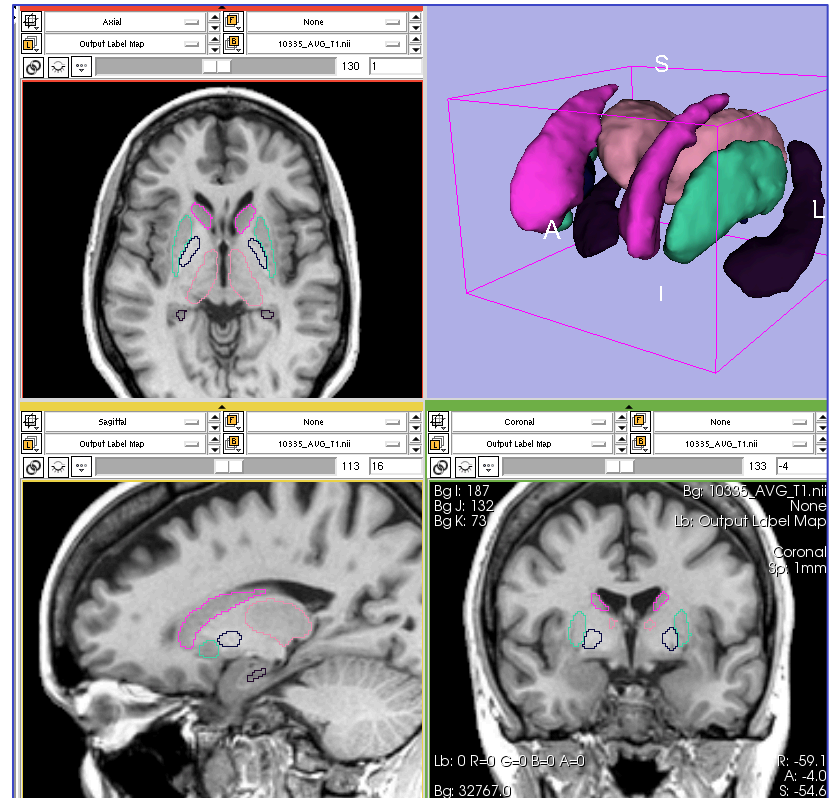 Axial
F
None
L
Output Label Map
B
10335_AVG_T1.nii
130
1
S
A
L
I
Sagittal
F
None
L
Output Label Map
B
10335_AVG_T1.nii
113
16
Coronal
F
None
L
Output Label Map
B
10335_AVG_T1.nii
133
-4
Bg I: 187
Bg: 10335_AVG_T1.nii
Bg J: 132
None
Bg K: 73
Lb: Output Label Map
Coronal
Sp: 1mm
Lb: 0 R=0 G=0 B=0 A=0
R: -59.1
A: -4.0
Bg: 32767.0
S: -54.6